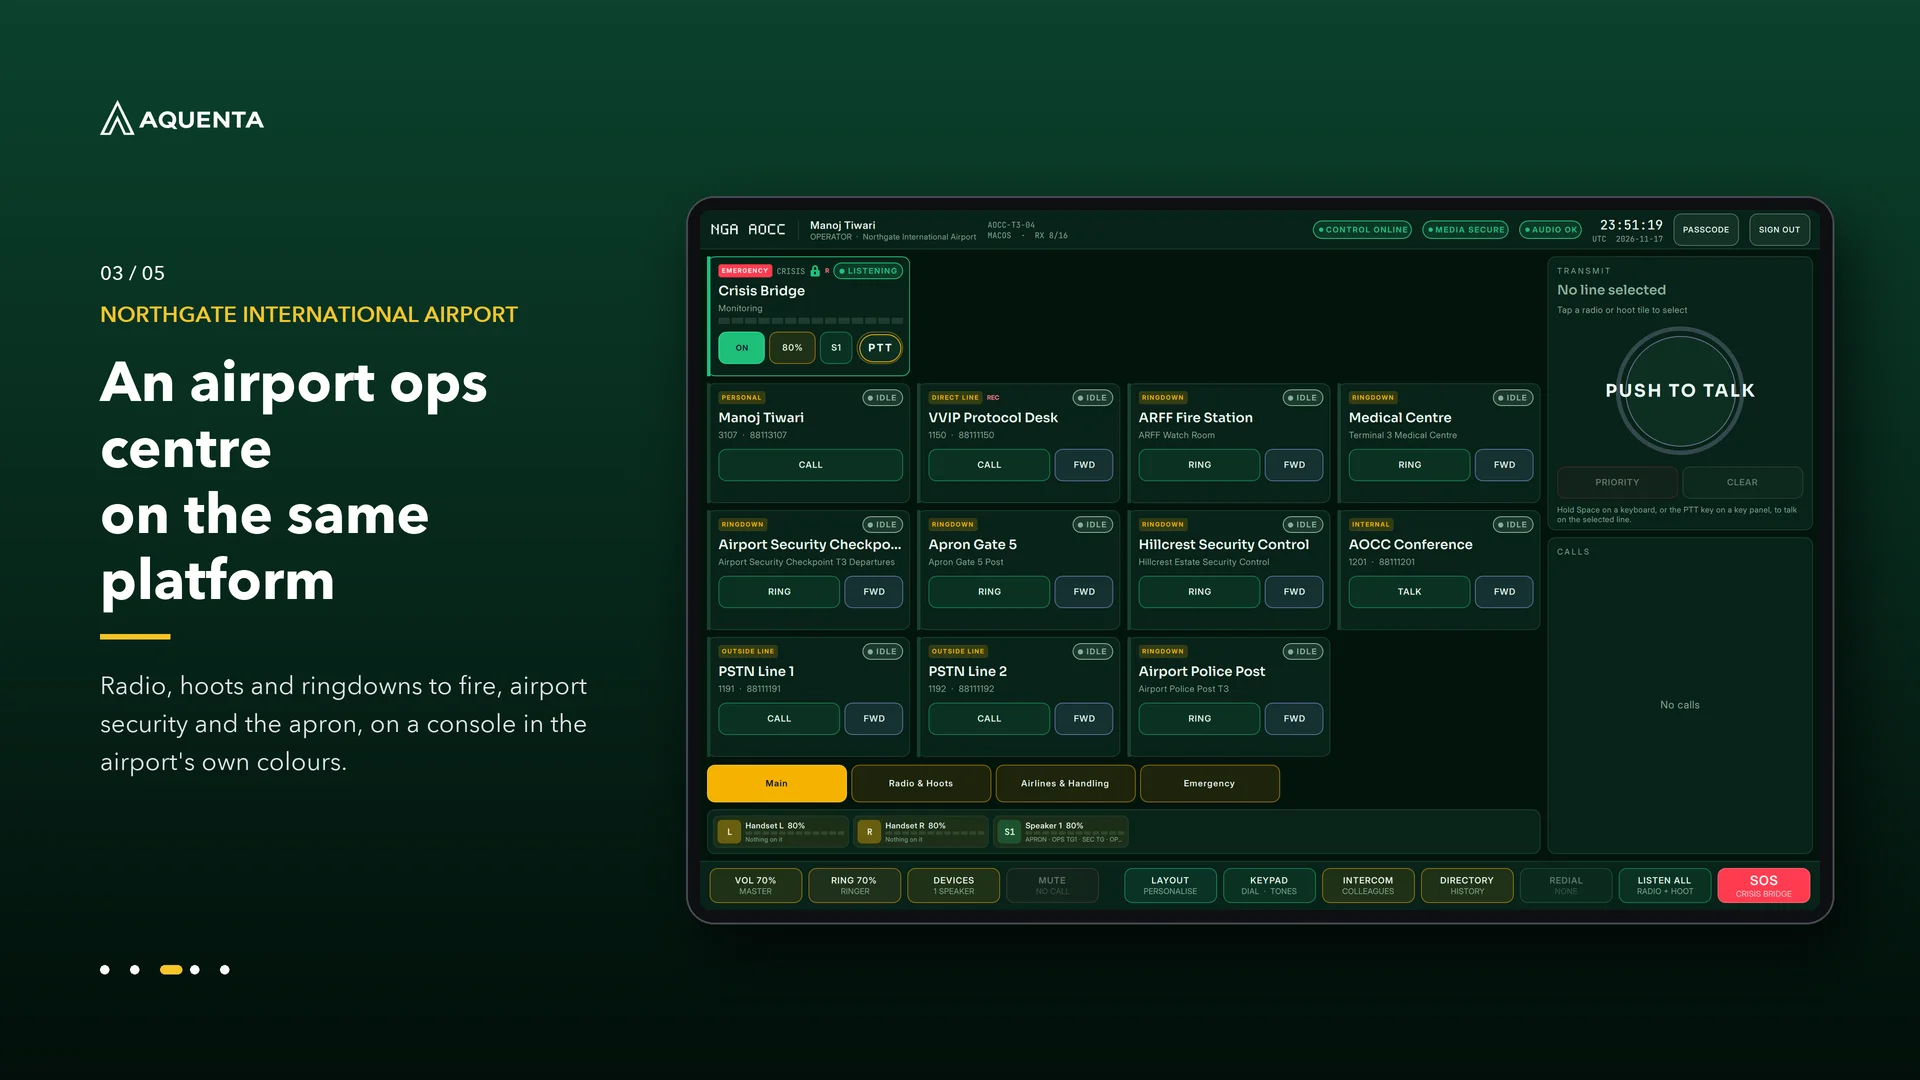 AQUENTA
03 / 05
NORTHGATE INTERNATIONAL AIRPORT
An airport ops
centre
on the same
platform
Radio, hoots and ringdowns to fire, airport
security and the apron, on a console in the
airport's own colours.
NGA AOCC
Manoj Tiwari
OPERATOR · Northgate International Airport
AOCC-T3-04
MACOS · RX 8/16
CONTROL ONLINE
MEDIA SECURE
AUDIO OK
23:51:19
UTC 2026-11-17
PASSCODE
SIGN OUT
EMERGENCY CRISIS R LISTENING
Crisis Bridge
Monitoring
ON 80% S1 PTT
PERSONAL IDLE
Manoj Tiwari
3107 · 88113107
CALL
DIRECT LINE REC IDLE
VVIP Protocol Desk
1150 · 88111150
CALL FWD
RINGDOWN IDLE
ARFF Fire Station
ARFF Watch Room
RING FWD
RINGDOWN IDLE
Medical Centre
Terminal 3 Medical Centre
RING FWD
RINGDOWN IDLE
Airport Security Checkpo...
Airport Security Checkpoint T3 Departures
RING FWD
RINGDOWN IDLE
Apron Gate 5
Apron Gate 5 Post
RING FWD
RINGDOWN IDLE
Hillcrest Security Control
Hillcrest Estate Security Control
RING FWD
INTERNAL IDLE
AOCC Conference
1201 · 88111201
TALK FWD
OUTSIDE LINE IDLE
PSTN Line 1
1191 · 88111191
CALL FWD
OUTSIDE LINE IDLE
PSTN Line 2
1192 · 88111192
CALL FWD
RINGDOWN IDLE
Airport Police Post
Airport Police Post T3
RING FWD
Main
Radio & Hoots
Airlines & Handling
Emergency
L
Handset L 80%
Nothing on it
R
Handset R 80%
Nothing on it
S1
Speaker 1 80%
APRON · OPS TG1 · SEC TG · OP...
TRANSMIT
No line selected
Tap a radio or hoot tile to select
PUSH TO TALK
PRIORITY
CLEAR
Hold Space on a keyboard, or the PTT key on a key panel, to talk
on the selected line.
CALLS
No calls
VOL 70%
MASTER
RING 70%
RINGER
DEVICES
1 SPEAKER
MUTE
NO CALL
LAYOUT
PERSONALISE
KEYPAD
DIAL · TONES
INTERCOM
COLLEAGUES
DIRECTORY
HISTORY
REDIAL
NONE
LISTEN ALL
RADIO + HOOT
SOS
CRISIS BRIDGE